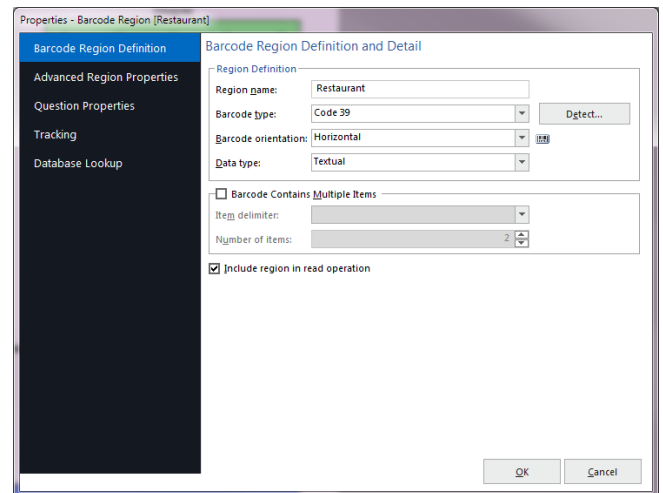 Properties - Barcode Region [Restaurant]
Barcode Region Definition
Advanced Region Properties
Question Properties
Tracking
Database Lookup
Barcode Region Definition and Detail
Region Definition
Region name: Restaurant
Barcode type: Code 39 Detect...
Barcode orientation: Horizontal
Data type: Textual
Barcode Contains Multiple Items
Item delimiter:
Number of items: 2
Include region in read operation
OK Cancel